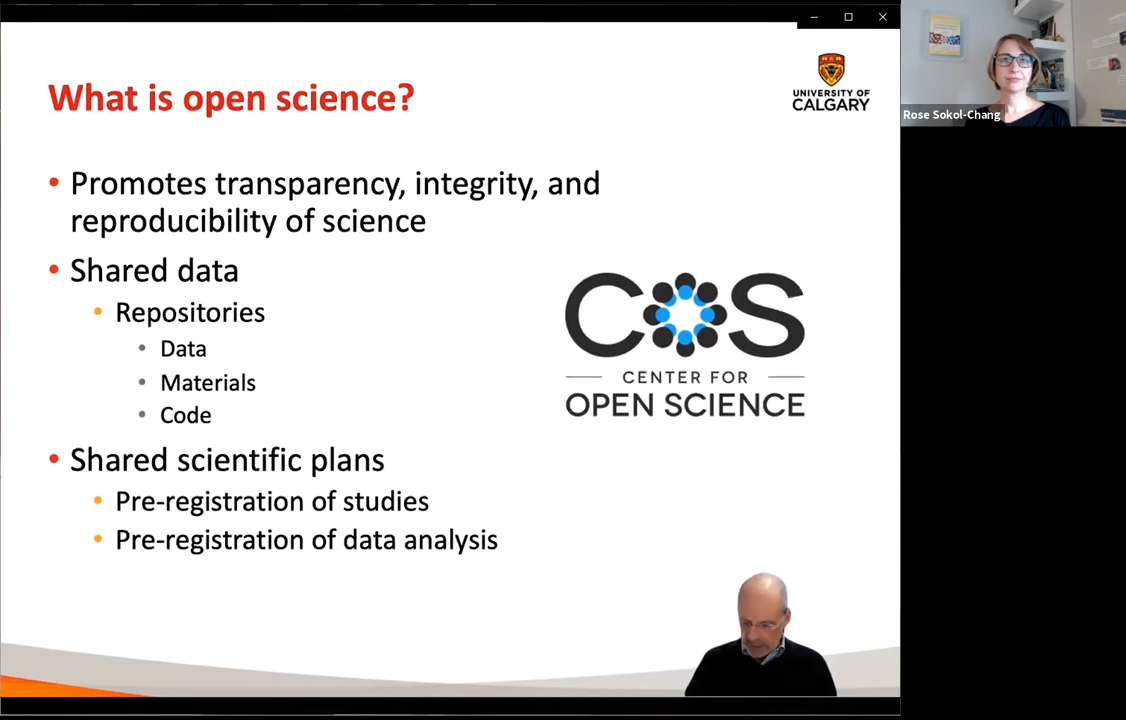 What is open science?
UNIVERSITY OF
CALGARY
Rose Sokol-Chang
• Promotes transparency, integrity, and
reproducibility of science
• Shared data
• Repositories
• Data
• Materials
• Code
COS
CENTER FOR
OPEN SCIENCE
• Shared scientific plans
• Pre-registration of studies
• Pre-registration of data analysis